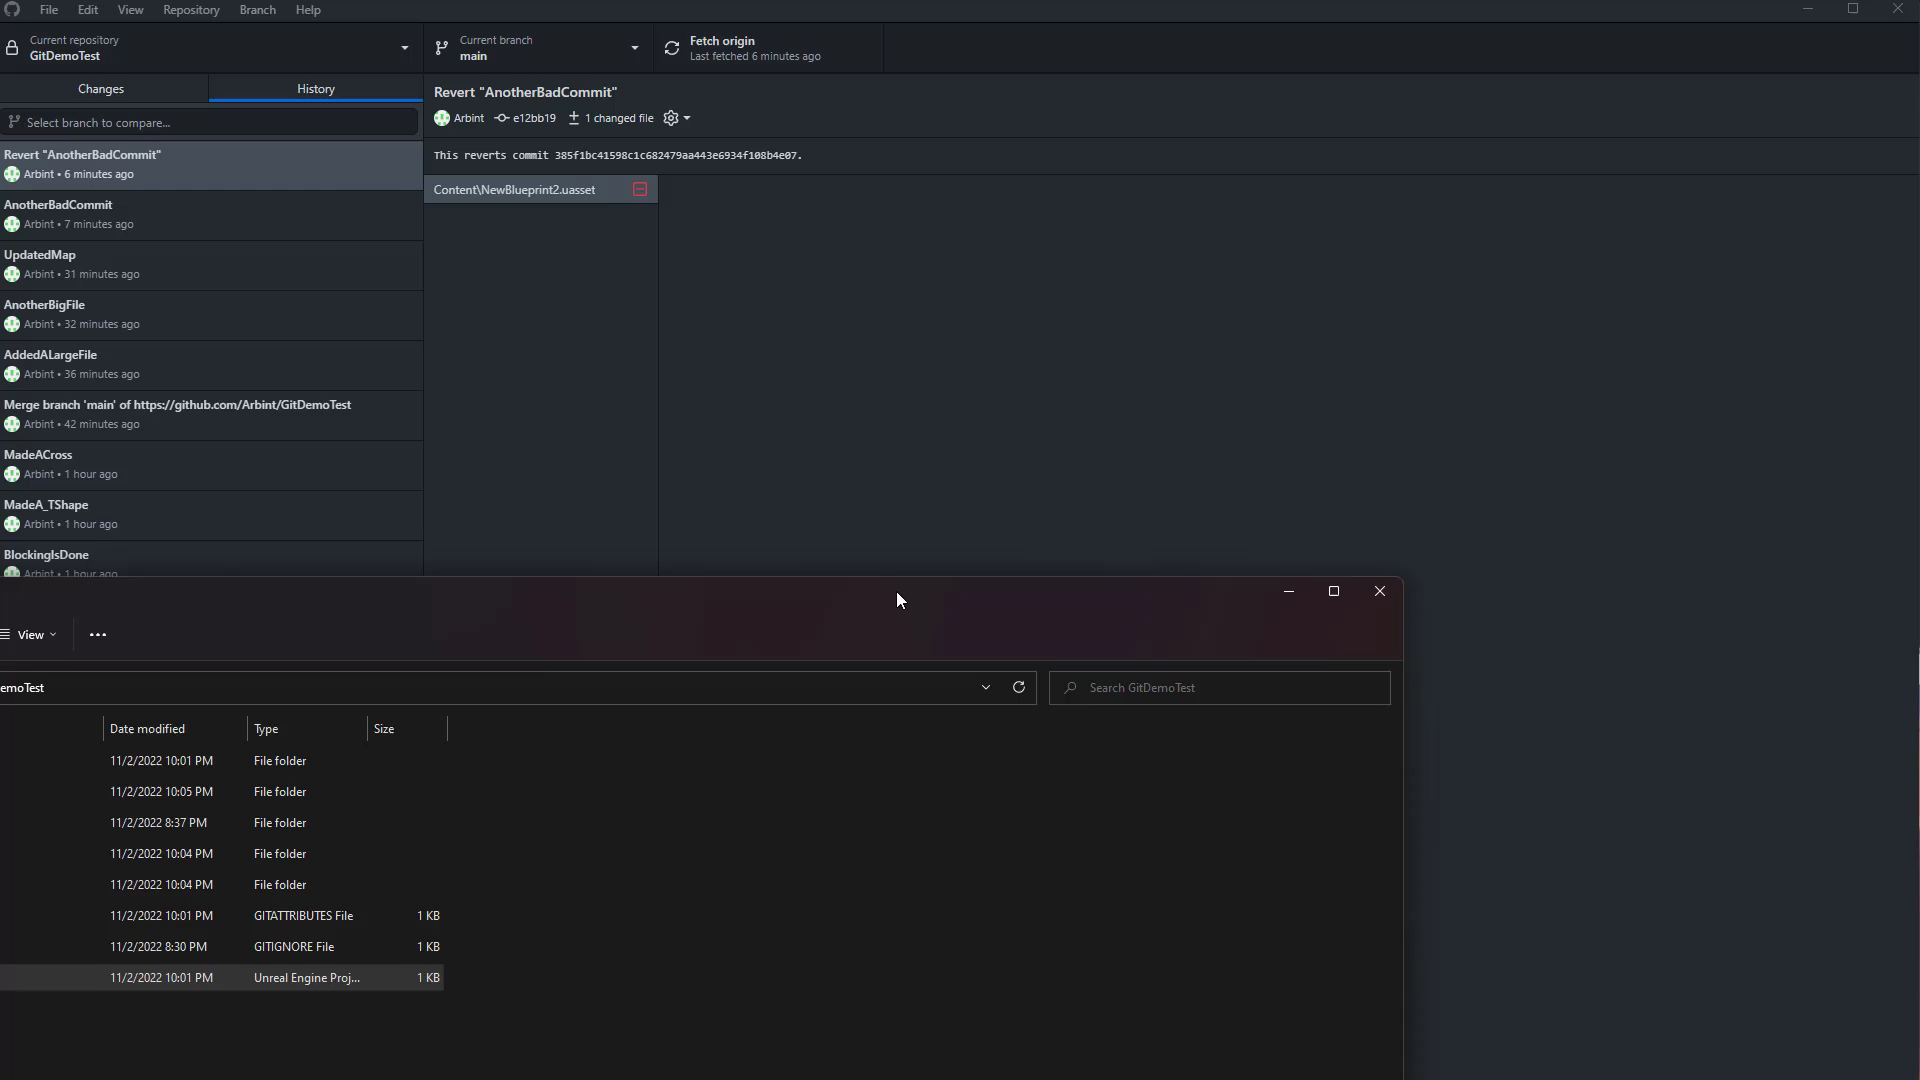 File Edit View Repository Branch Help
Current repository
GitDemoTest
Current branch
main
Fetch origin
Last fetched 6 minutes ago
Changes
History
Select branch to compare...
Revert "AnotherBadCommit"
Arbint • 6 minutes ago
AnotherBadCommit
Arbint • 7 minutes ago
UpdatedMap
Arbint • 31 minutes ago
AnotherBigFile
Arbint • 32 minutes ago
AddedALargeFile
Arbint • 36 minutes ago
Merge branch 'main' of https://github.com/Arbint/GitDemoTest
Arbint • 42 minutes ago
MadeACross
Arbint • 1 hour ago
MadeA_TShape
Arbint • 1 hour ago
BlockingIsDone
Arbint • 1 hour ago
Revert "AnotherBadCommit"
Arbint e12bb19 1 changed file
This reverts commit 385f1bc41598c1c682479aa443e6934f108b4e07.
Content\NewBlueprint2.uasset
View
emoTest
Search GitDemoTest
Date modified Type Size
11/2/2022 10:01 PM File folder
11/2/2022 10:05 PM File folder
11/2/2022 8:37 PM File folder
11/2/2022 10:04 PM File folder
11/2/2022 10:04 PM File folder
11/2/2022 10:01 PM GITATTRIBUTES File 1 KB
11/2/2022 8:30 PM GITIGNORE File 1 KB
11/2/2022 10:01 PM Unreal Engine Proj... 1 KB